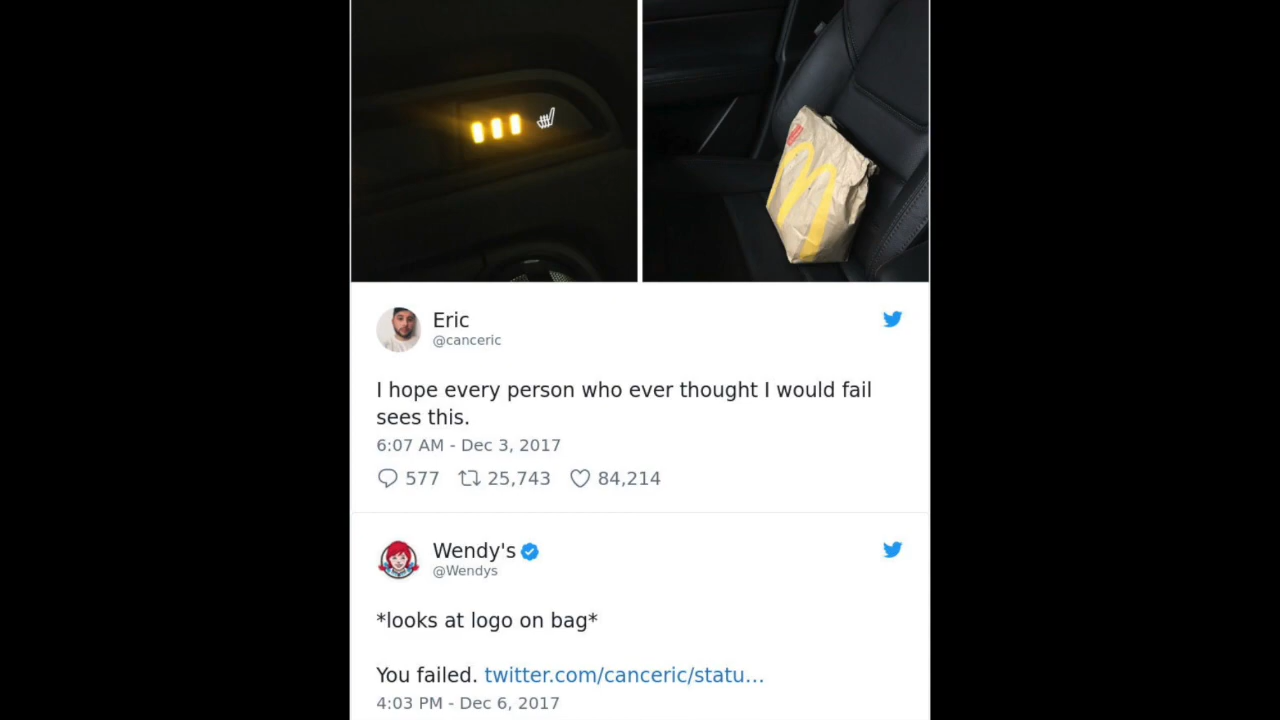 Eric
@canceric
I hope every person who ever thought I would fail
sees this.
6:07 AM - Dec 3, 2017
577 25,743 84,214
Wendy's
@Wendys
*looks at logo on bag*
You failed. twitter.com/canceric/statu...
4:03 PM - Dec 6, 2017